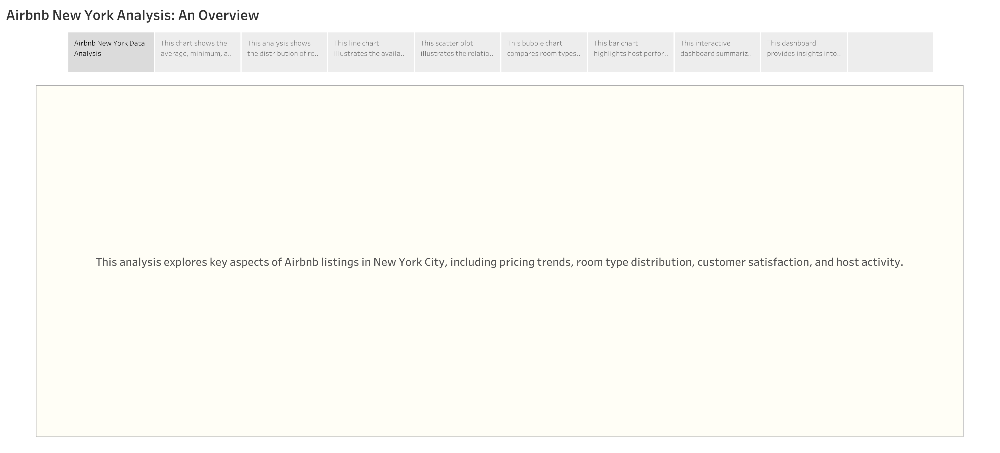 Airbnb New York Analysis: An Overview
Airbnb New York Data
Analysis
This chart shows the
average, minimum, a..
This analysis shows
the distribution of ro..
This line chart
illustrates the availa..
This scatter plot
illustrates the relatio..
This bubble chart
compares room types..
This bar chart
highlights host perfor..
This interactive
dashboard summariz..
This dashboard
provides insights into..
This analysis explores key aspects of Airbnb listings in New York City, including pricing trends, room type distribution, customer satisfaction, and host activity.